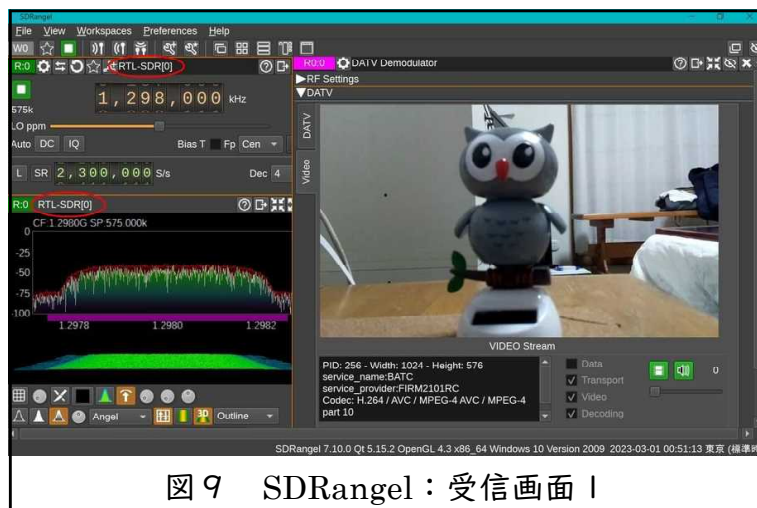 SDRangel
File View Workspaces Preferences Help
W0
R:0 RTL-SDR[0]
575k
1,298,000 kHz
LO ppm
Auto DC IQ Bias T Fp Cen
L SR 2,300,000 S/s Dec 4
R:0 RTL-SDR[0]
CF:1.2980G SP:575.000k
0
-25
-50
-75
-100
1.2978 1.2980 1.2982
Angel 3D Outline
R0:0 DATV Demodulator
RF Settings
DATV
DATV
Video
VIDEO Stream
PID: 256 - Width: 1024 - Height: 576
service_name:BATC
service_provider:FIRM2101RC
Codec: H.264 / AVC / MPEG-4 AVC / MPEG-4
part 10
Data
Transport
Video
Decoding
0
SDRangel 7.10.0 Qt 5.15.2 OpenGL 4.3 x86_64 Windows 10 Version 2009 2023-03-01 00:51:13 東京 (標準時
図9 SDRangel:受信画面1